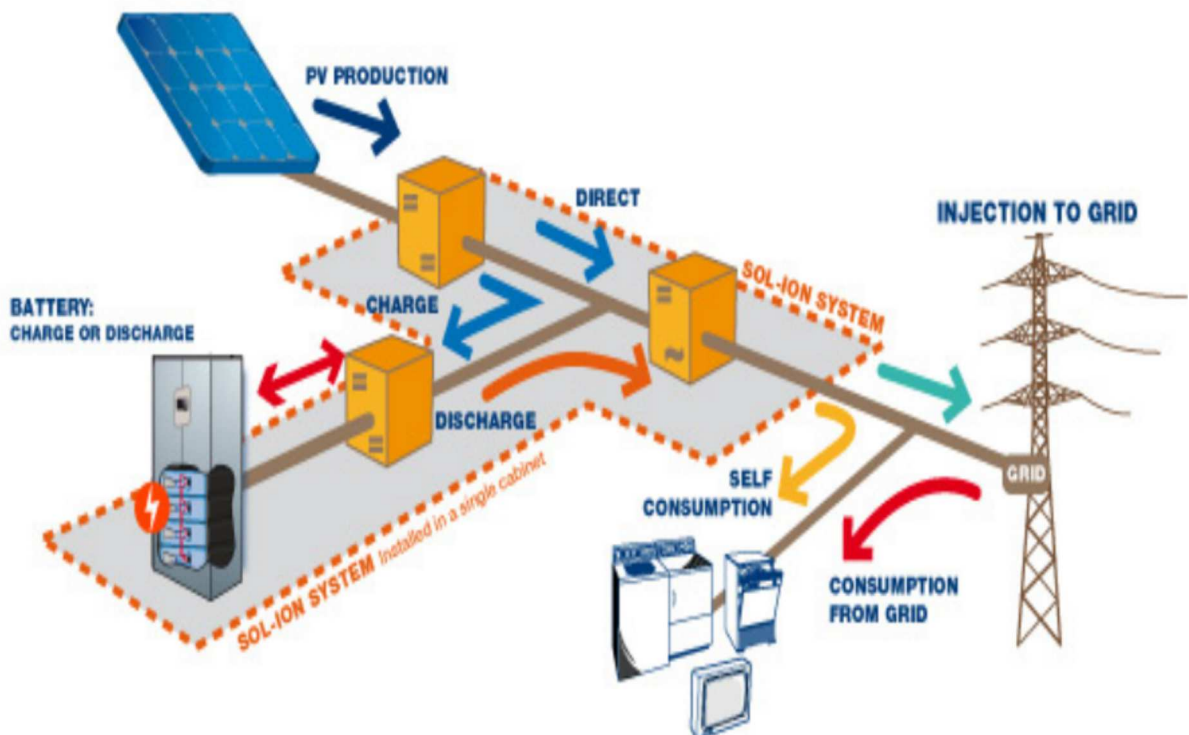 PV PRODUCTION
DIRECT
INJECTION TO GRID
SOL-ION SYSTEM
CHARGE
BATTERY:
CHARGE OR DISCHARGE
DISCHARGE
SELF
CONSUMPTION
GRID
CONSUMPTION
FROM GRID
SOL-ION SYSTEM Installed in a single cabinet